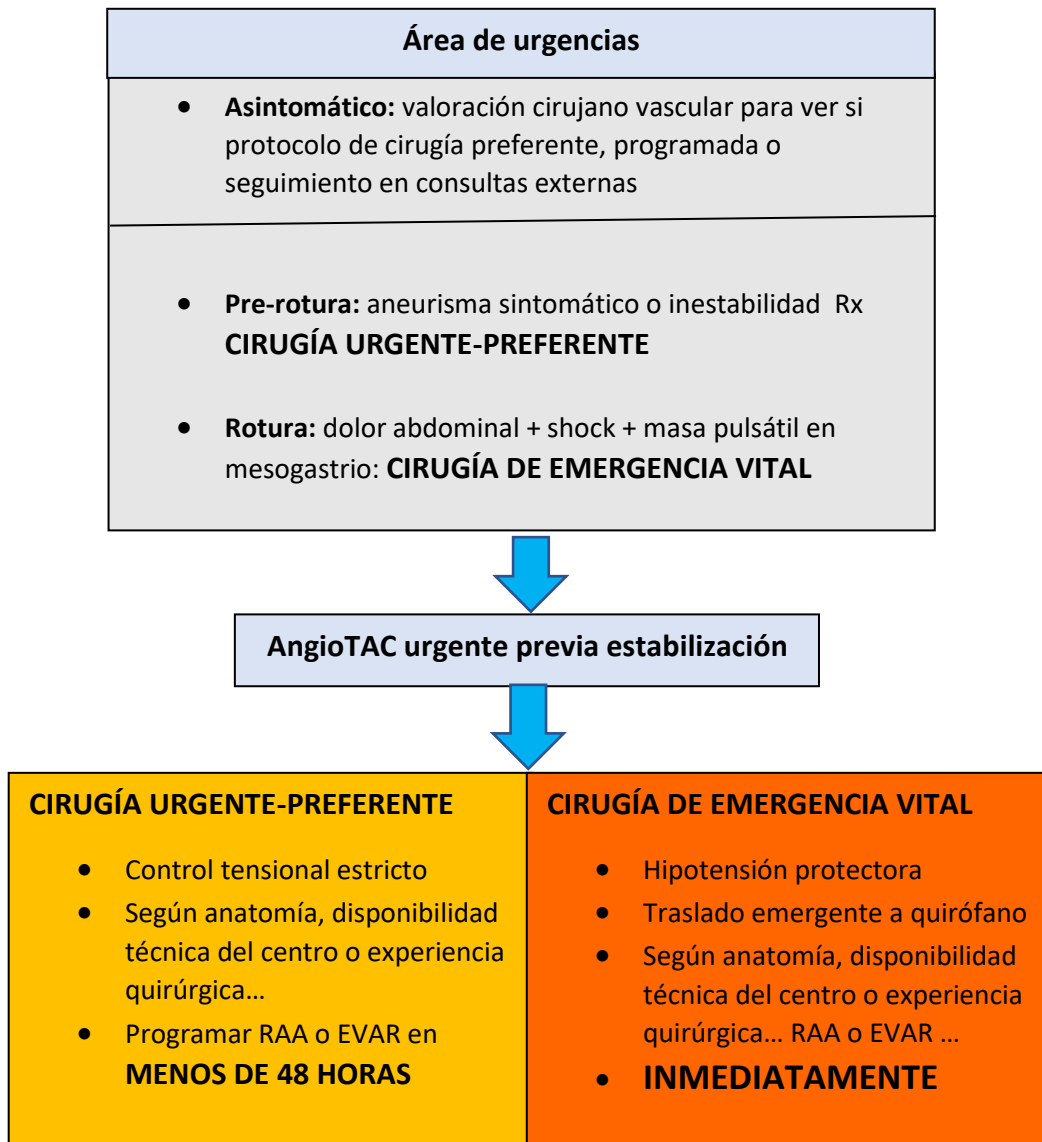 Área de urgencias
• Asintomático: valoración cirujano vascular para ver si
protocolo de cirugía preferente, programada o
seguimiento en consultas externas
• Pre-rotura: aneurisma sintomático o inestabilidad Rx
CIRUGÍA URGENTE-PREFERENTE
• Rotura: dolor abdominal + shock + masa pulsátil en
mesogastrio: CIRUGÍA DE EMERGENCIA VITAL
AngioTAC urgente previa estabilización
CIRUGÍA URGENTE-PREFERENTE
• Control tensional estricto
• Según anatomía, disponibilidad
técnica del centro o experiencia
quirúrgica…
• Programar RAA o EVAR en
MENOS DE 48 HORAS
CIRUGÍA DE EMERGENCIA VITAL
• Hipotensión protectora
• Traslado emergente a quirófano
• Según anatomía, disponibilidad
técnica del centro o experiencia
quirúrgica… RAA o EVAR …
• INMEDIATAMENTE